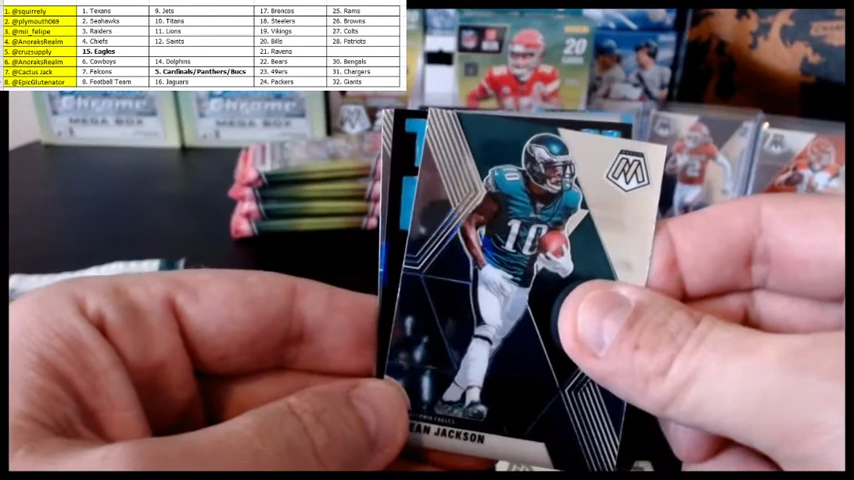 1. @squirrely 1. Texans 9. Jets 17. Broncos 25. Rams
2. @plymouth069 2. Seahawks 10. Titans 18. Steelers 26. Browns
3. @mii_felipe 3. Raiders 11. Lions 19. Vikings 27. Colts
4. @AnoraksRealm 4. Chiefs 12. Saints 20. Bills 28. Patriots
5. @cruzsupply 15. Eagles 21. Ravens
6. @AnoraksRealm 6. Cowboys 14. Dolphins 22. Bears 30. Bengals
7. @Cactus Jack 7. Falcons 5. Cardinals/Panthers/Bucs 23. 49ers 31. Chargers
8. @EpicGlutenator 8. Football Team 16. Jaguars 24. Packers 32. Giants
20
Chrome
MEGA BOX
Chrome
MEGA BOX
10
10
EAN JACKSON